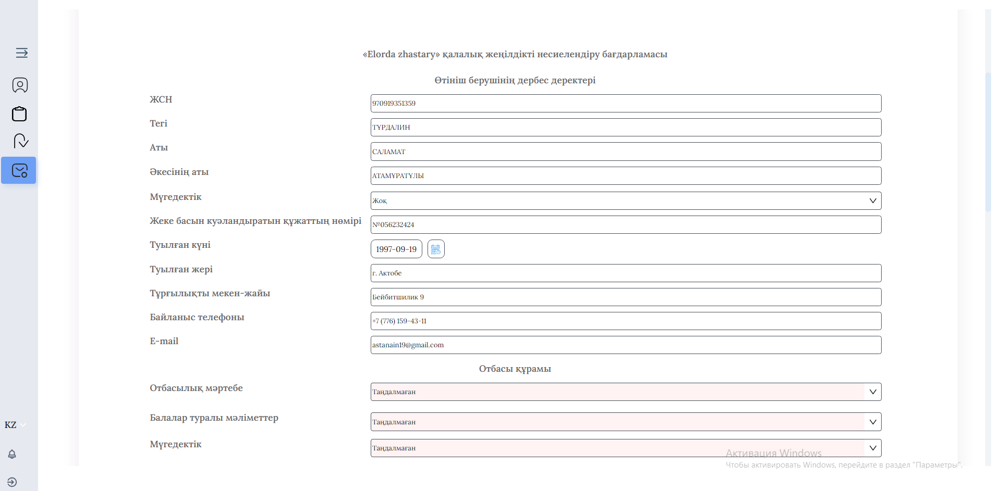 «Elorda zhastary» қалалық жеңілдікті несиелендіру бағдарламасы
Өтініш берушінің дербес деректері
ЖСН
970919351359
Тегі
ТҰРДАЛИН
Аты
САЛАМАТ
Әкесінің аты
АТАМҰРАТҰЛЫ
Мүгедектік
Жоқ
Жеке басын куәландыратын құжаттың нөмірі
№056232424
Туылған күні
1997-09-19
Туылған жері
г. Актобе
Тұрғылықты мекен-жайы
Бейбитшилик 9
Байланыс телефоны
+7 (776) 159-43-11
E-mail
astanain19@gmail.com
Отбасы құрамы
Отбасылық мәртебе
Таңдалмаған
Балалар туралы мәліметтер
Таңдалмаған
Мүгедектік
Таңдалмаған
KZ
Активация Windows
Чтобы активировать Windows, перейдите в раздел "Параметры".